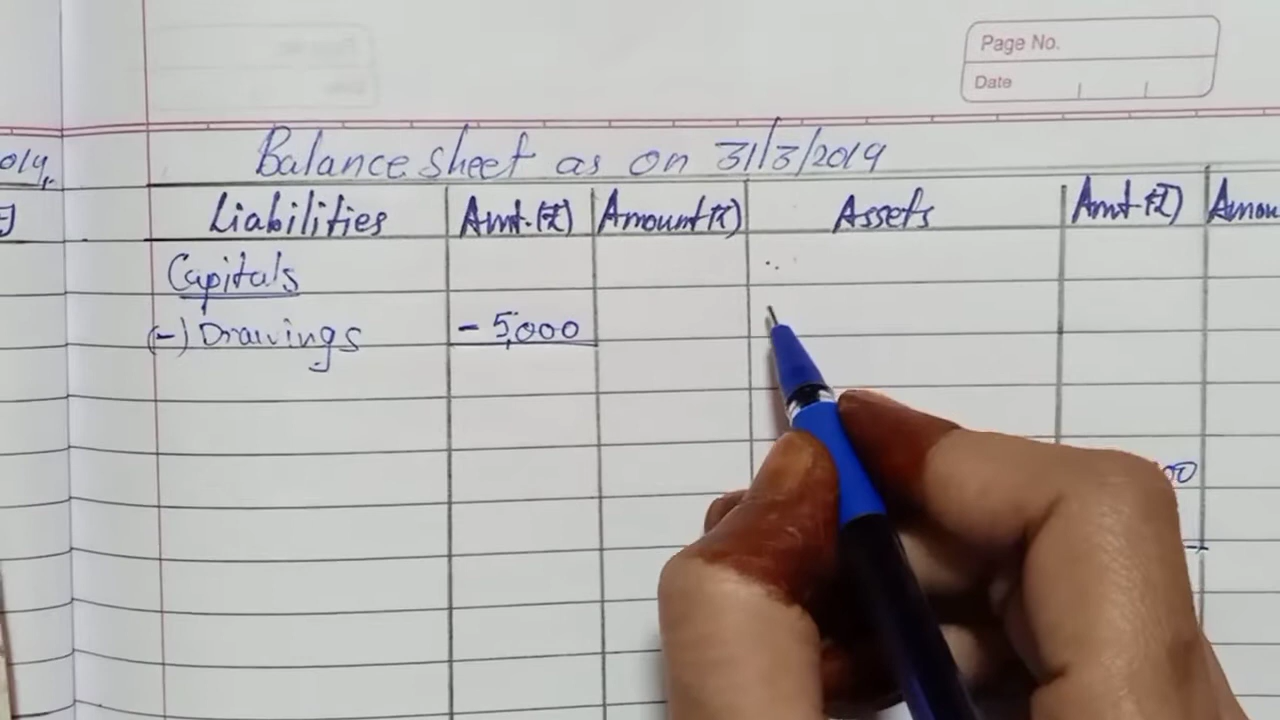 Page No.
Date
Balance sheet as on 31/3/2019
Liabilities Amt.(₹) Amount(₹) Assets Amt.(₹)
Capitals
(-) Drawings - 5,000